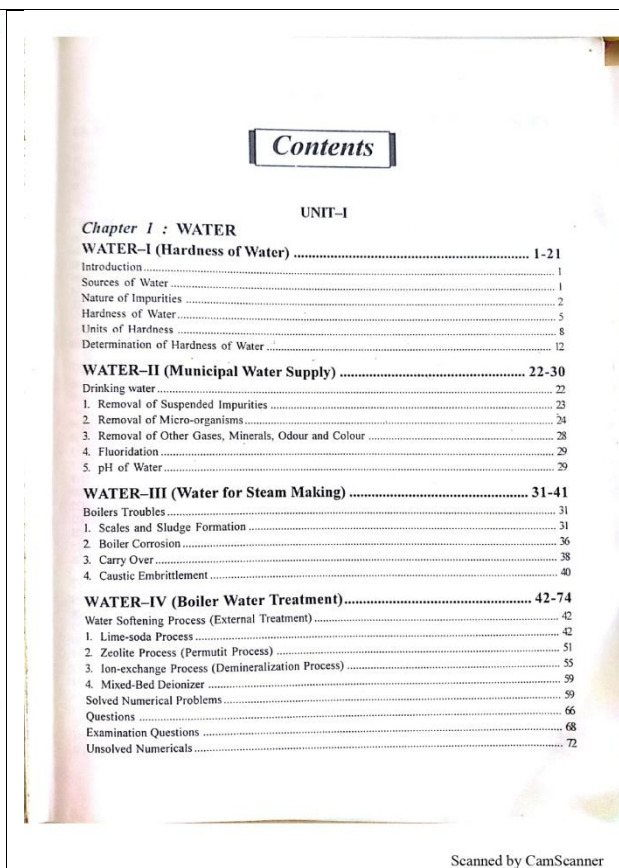 Contents
UNIT–I
Chapter 1 : WATER
WATER–I (Hardness of Water) ........ 1-21
Introduction ........ 1
Sources of Water ........ 1
Nature of Impurities ........ 2
Hardness of Water ........ 5
Units of Hardness ........ 8
Determination of Hardness of Water ........ 12
WATER–II (Municipal Water Supply) ........ 22-30
Drinking water ........ 22
1. Removal of Suspended Impurities ........ 23
2. Removal of Micro-organisms ........ 24
3. Removal of Other Gases, Minerals, Odour and Colour ........ 28
4. Fluoridation ........ 29
5. pH of Water ........ 29
WATER–III (Water for Steam Making) ........ 31-41
Boilers Troubles ........ 31
1. Scales and Sludge Formation ........ 31
2. Boiler Corrosion ........ 36
3. Carry Over ........ 38
4. Caustic Embrittlement ........ 40
WATER–IV (Boiler Water Treatment) ........ 42-74
Water Softening Process (External Treatment) ........ 42
1. Lime-soda Process ........ 42
2. Zeolite Process (Permutit Process) ........ 51
3. Ion-exchange Process (Demineralization Process) ........ 55
4. Mixed-Bed Deionizer ........ 59
Solved Numerical Problems ........ 59
Questions ........ 66
Examination Questions ........ 68
Unsolved Numericals ........ 72
Scanned by CamScanner